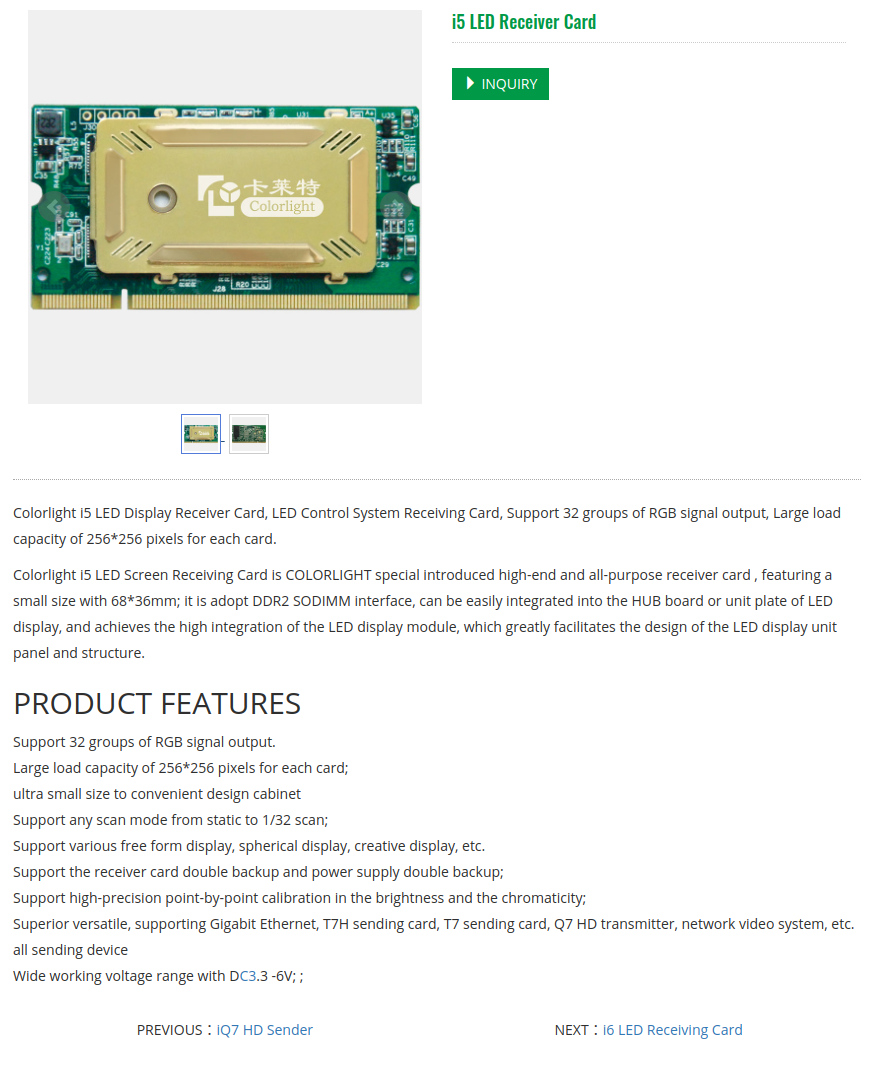 i5 LED Receiver Card
INQUIRY
卡莱特
Colorlight
J30
U31
A+
U35
C35
R75
C49
C91
C223
C224
Y1
C31
C29
J28
R20
Colorlight i5 LED Display Receiver Card, LED Control System Receiving Card, Support 32 groups of RGB signal output, Large load
capacity of 256*256 pixels for each card.
Colorlight i5 LED Screen Receiving Card is COLORLIGHT special introduced high-end and all-purpose receiver card , featuring a
small size with 68*36mm; it is adopt DDR2 SODIMM interface, can be easily integrated into the HUB board or unit plate of LED
display, and achieves the high integration of the LED display module, which greatly facilitates the design of the LED display unit
panel and structure.
PRODUCT FEATURES
Support 32 groups of RGB signal output.
Large load capacity of 256*256 pixels for each card;
ultra small size to convenient design cabinet
Support any scan mode from static to 1/32 scan;
Support various free form display, spherical display, creative display, etc.
Support the receiver card double backup and power supply double backup;
Support high-precision point-by-point calibration in the brightness and the chromaticity;
Superior versatile, supporting Gigabit Ethernet, T7H sending card, T7 sending card, Q7 HD transmitter, network video system, etc.
all sending device
Wide working voltage range with DC3.3 -6V; ;
PREVIOUS：iQ7 HD Sender NEXT：i6 LED Receiving Card